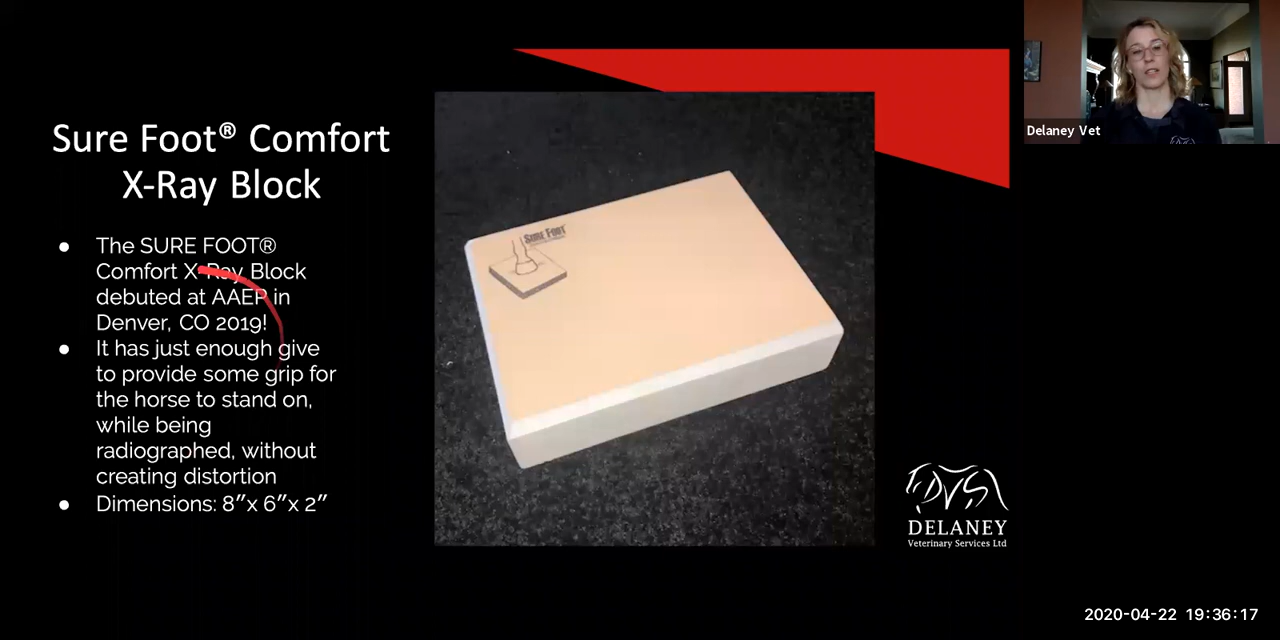 Sure Foot® Comfort
X-Ray Block
● The SURE FOOT®
Comfort X-Ray Block
debuted at AAEP in
Denver, CO 2019!
● It has just enough give
to provide some grip for
the horse to stand on,
while being
radiographed, without
creating distortion
● Dimensions: 8″x 6″x 2″
SURE FOOT
DVS
DELANEY
Veterinary Services Ltd
Delaney Vet
2020-04-22 19:36:17